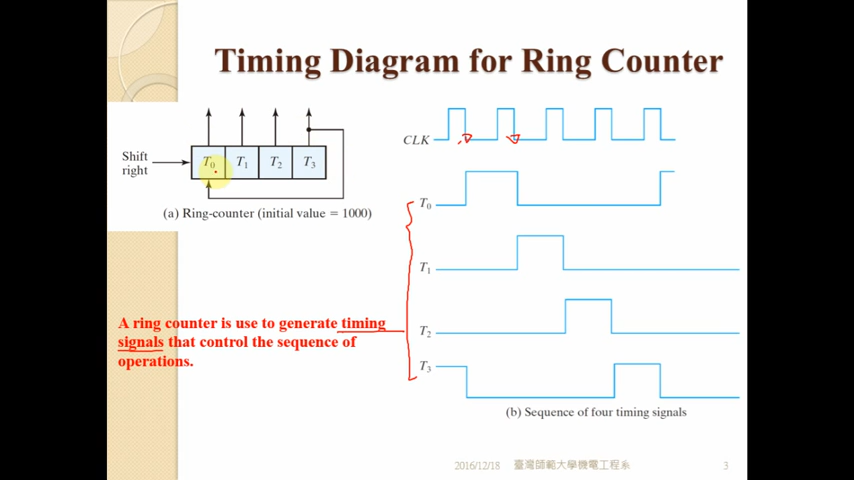 Timing Diagram for Ring Counter
Shift
right
T0
T1
T2
T3
(a) Ring-counter (initial value = 1000)
A ring counter is use to generate timing
signals that control the sequence of
operations.
CLK
T0
T1
T2
T3
(b) Sequence of four timing signals
2016/12/18
臺灣師範大學機電工程系
3